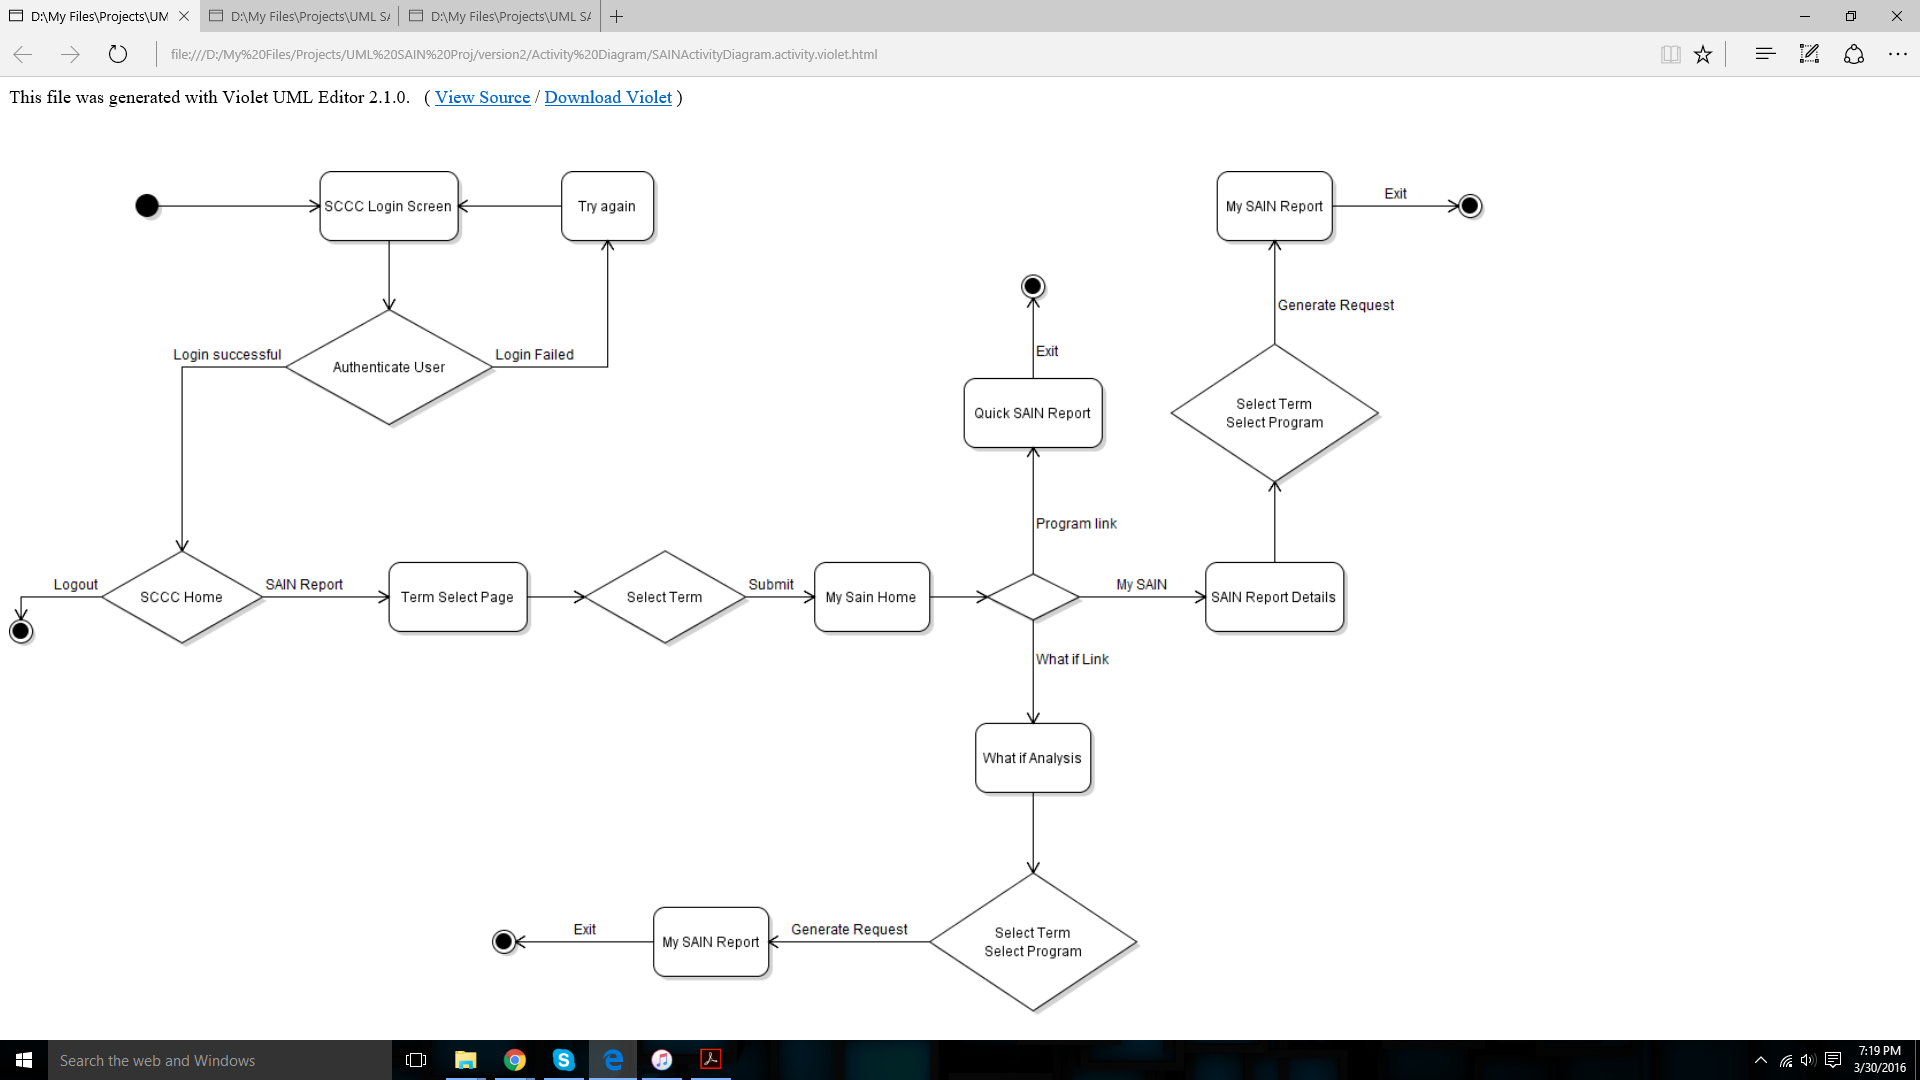 D:\My Files\Projects\UM
D:\My Files\Projects\UML SA
D:\My Files\Projects\UML SA
file:///D:/My%20Files/Projects/UML%20SAIN%20Proj/version2/Activity%20Diagram/SAINActivityDiagram.activity.violet.html
This file was generated with Violet UML Editor 2.1.0. ( View Source / Download Violet )
SCCC Login Screen
Try again
My SAIN Report
Exit
Generate Request
Exit
Login successful
Authenticate User
Login Failed
Quick SAIN Report
Select Term
Select Program
Program link
Logout
SCCC Home
SAIN Report
Term Select Page
Select Term
Submit
My Sain Home
My SAIN
SAIN Report Details
What if Link
What if Analysis
Exit
My SAIN Report
Generate Request
Select Term
Select Program
Search the web and Windows
7:19 PM
3/30/2016